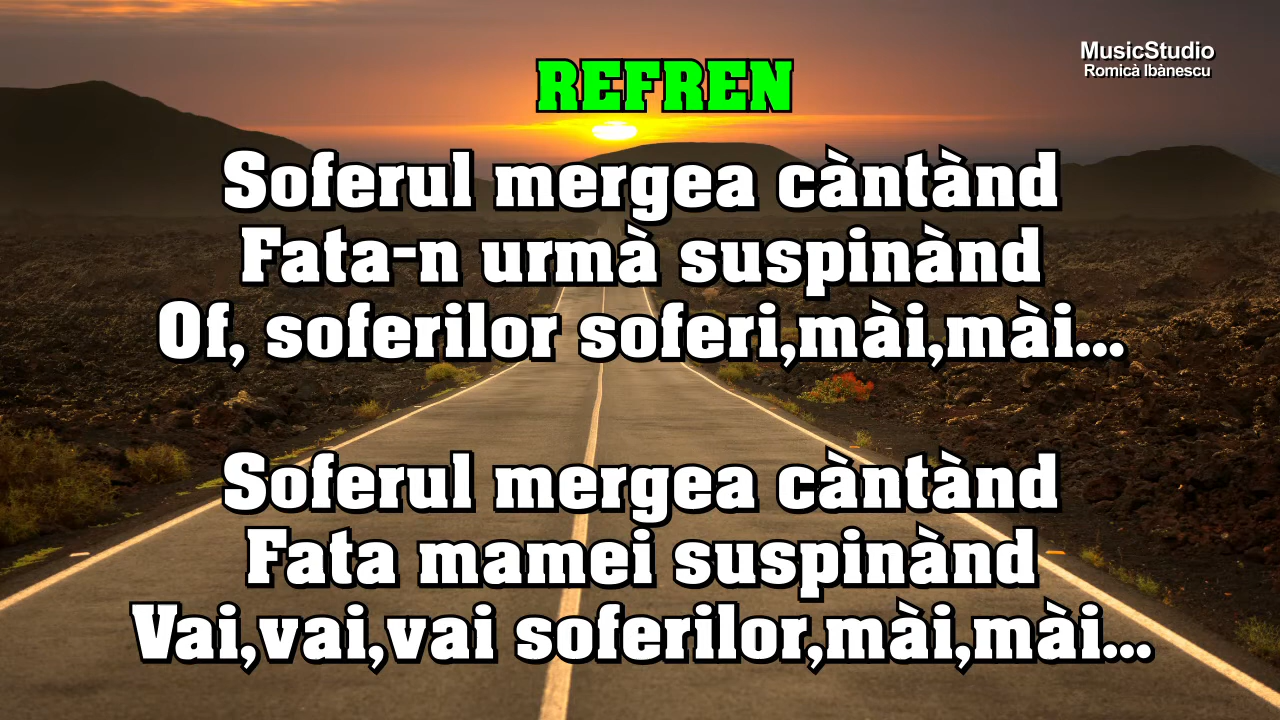 MusicStudio
Romicà Ibànescu
REFREN
Soferul mergea càntànd
Fata-n urmà suspinànd
Of, soferilor soferi,mài,mài...
Soferul mergea càntànd
Fata mamei suspinànd
Vai,vai,vai soferilor,mài,mài...